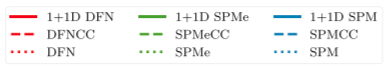 1+1D DFN 1+1D SPMe 1+1D SPM
DFNCC SPMeCC SPMCC
DFN SPMe SPM